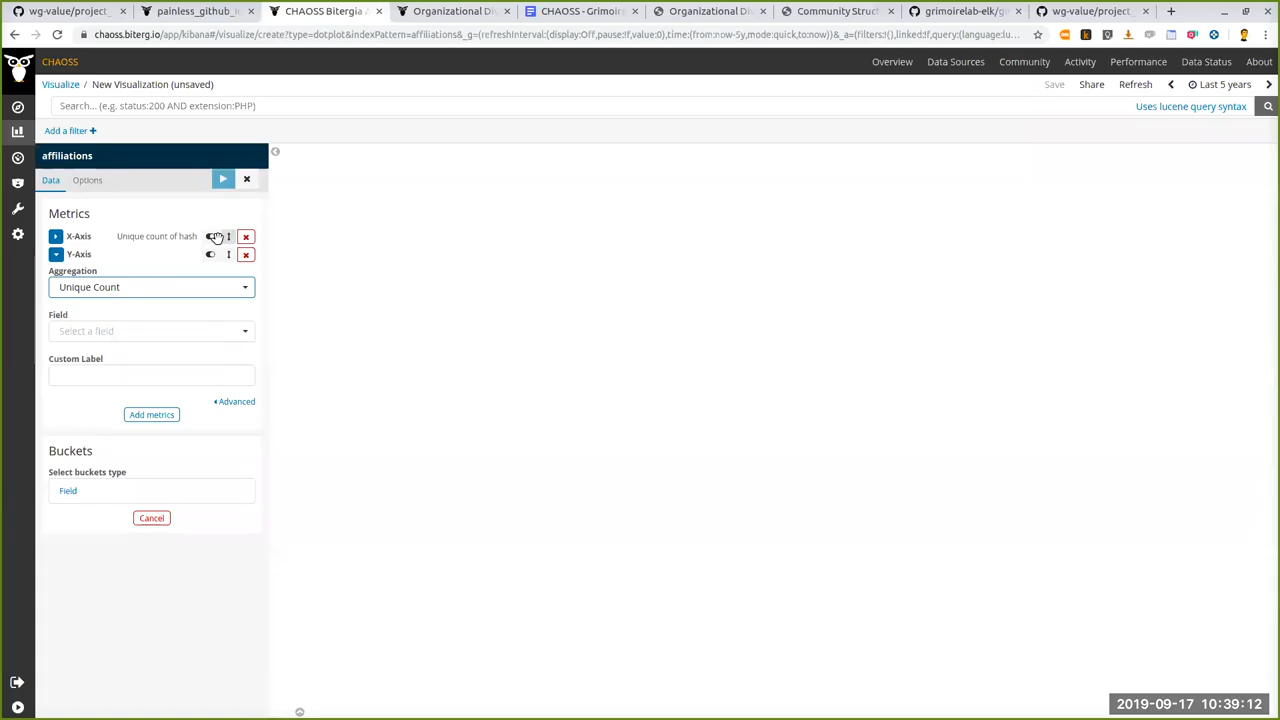 wg-value/project_
painless_github_i
CHAOSS Bitergia A
Organizational Di
CHAOSS - Grimoire
Organizational Di
Community Struct
grimoirelab-elk/g
wg-value/project_
chaoss.biterg.io/app/kibana#/visualize/create?type=dotplot&indexPattern=affiliations&_g=(refreshInterval:(display:Off,pause:!f,value:0),time:(from:now-5y,mode:quick,to:now))&_a=(filters:!(),linked:!f,query:(language:lu...
CHAOSS
Overview
Data Sources
Community
Activity
Performance
Data Status
About
Visualize / New Visualization (unsaved)
Save
Share
Refresh
Last 5 years
Search... (e.g. status:200 AND extension:PHP)
Uses lucene query syntax
Add a filter +
affiliations
Data
Options
Metrics
X-Axis Unique count of hash
Y-Axis
Aggregation
Unique Count
Field
Select a field
Custom Label
Advanced
Add metrics
Buckets
Select buckets type
Field
Cancel
2019-09-17 10:39:12